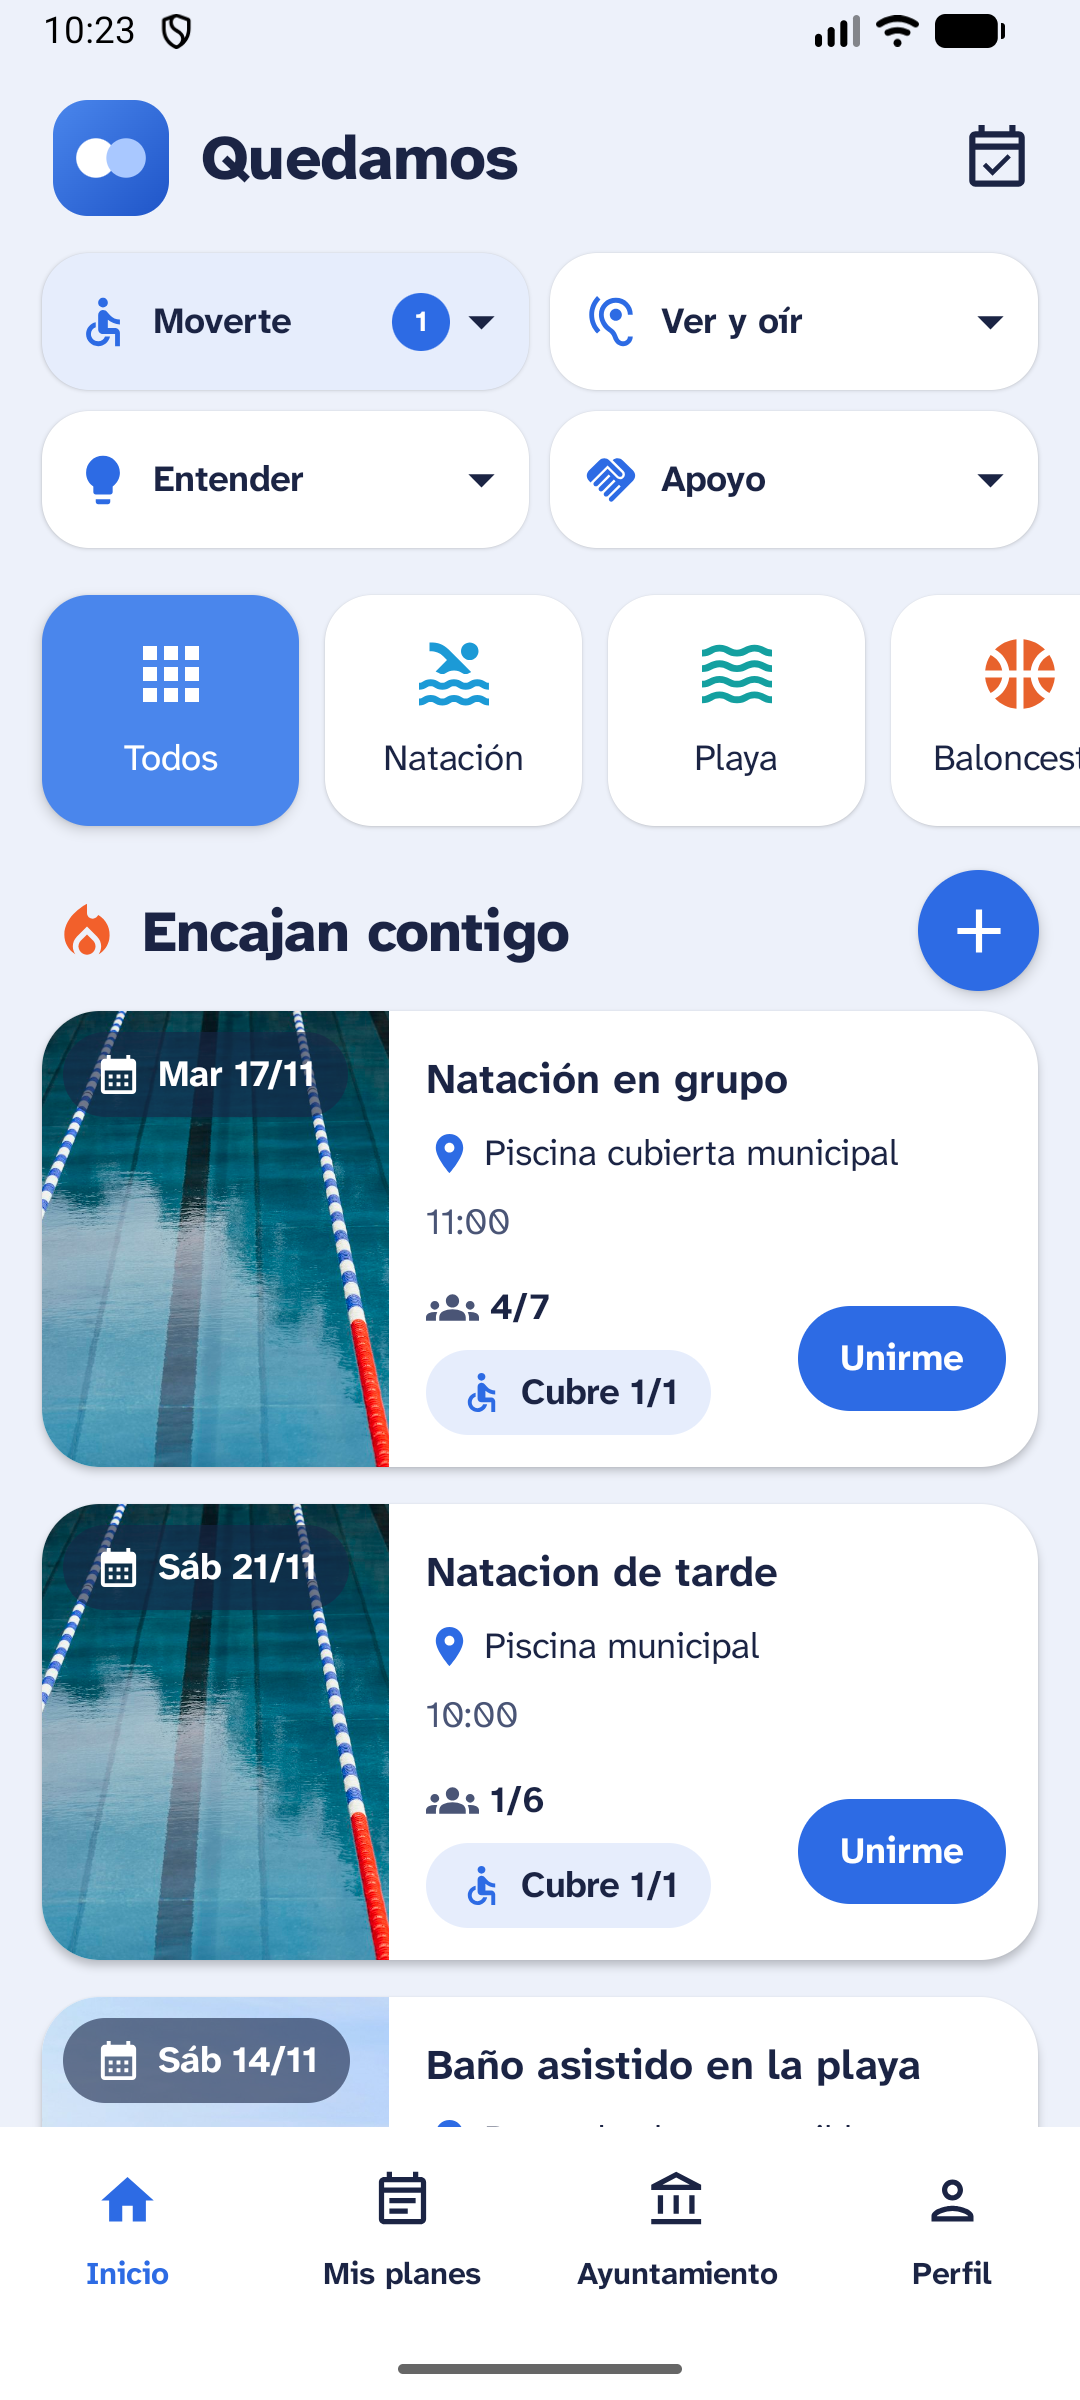 10:23
Quedamos
Moverte 1
Ver y oír
Entender
Apoyo
Todos
Natación
Playa
Baloncest
Encajan contigo
Mar 17/11
Natación en grupo
Piscina cubierta municipal
11:00
4/7
Cubre 1/1
Unirme
Sáb 21/11
Natacion de tarde
Piscina municipal
10:00
1/6
Cubre 1/1
Unirme
Sáb 14/11
Baño asistido en la playa
Inicio
Mis planes
Ayuntamiento
Perfil